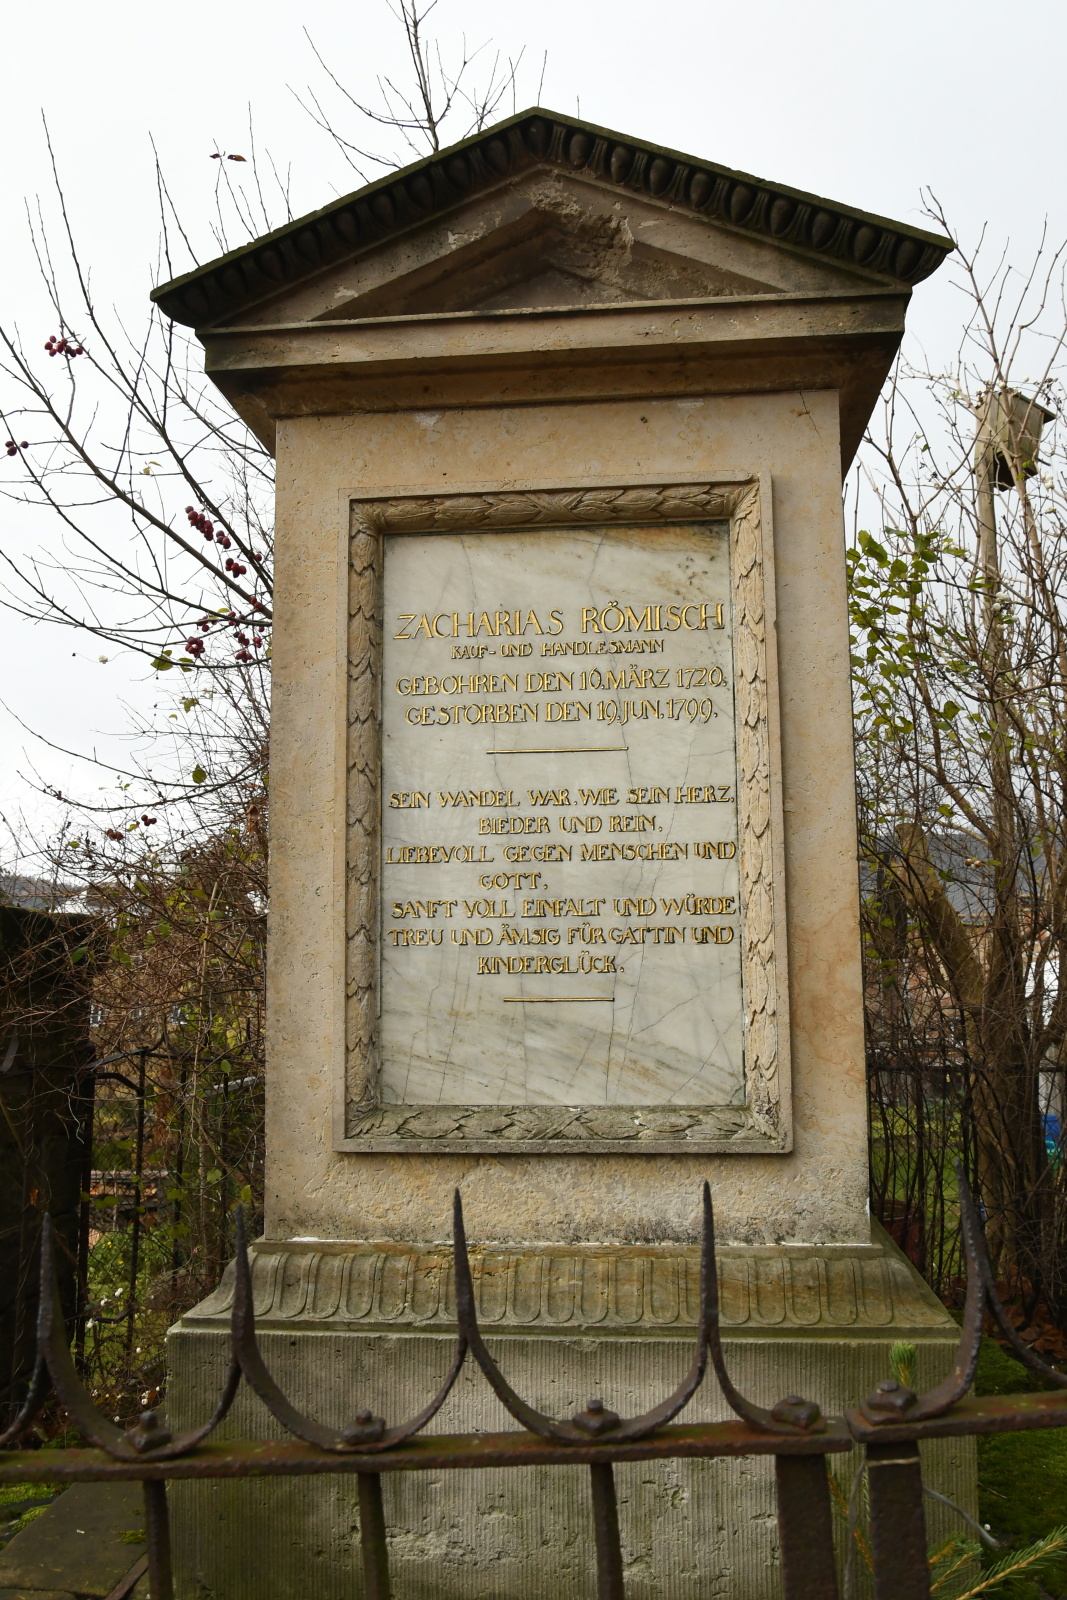 ZACHARIAS RÖMISCH
KAUF- UND HANDLESMANN
GEBOHREN DEN 16. MÄRZ 1720.
GESTORBEN DEN 19. JUN. 1799.
SEIN WANDEL WAR, WIE SEIN HERZ,
BIEDER UND REIN,
LIEBEVOLL GEGEN MENSCHEN UND
GOTT,
SANFT VOLL EINFALT UND WÜRDE
TREU UND ÄMSIG FÜR GATTIN UND
KINDERGLÜCK.